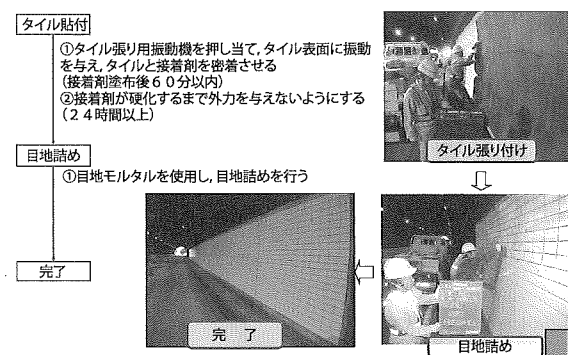 タイル貼付
①タイル張り用振動機を押し当て，タイル表面に振動
を与え，タイルと接着剤を密着させる
（接着剤塗布後６０分以内）
②接着剤が硬化するまで外力を与えないようにする
（２４時間以上）
タイル張り付け
目地詰め
①目地モルタルを使用し，目地詰めを行う
目地詰め
完了
完 了